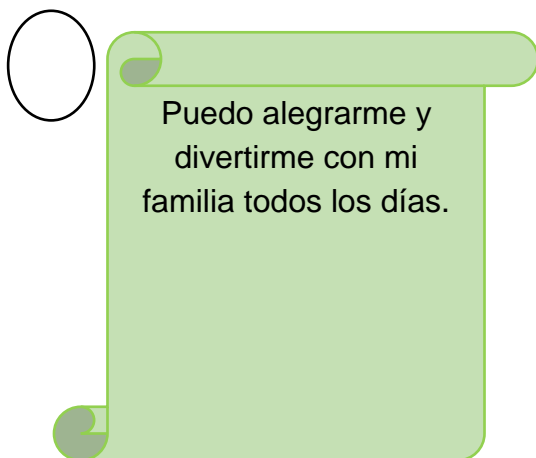 Puedo alegrarme y
divertirme con mi
familia todos los días.